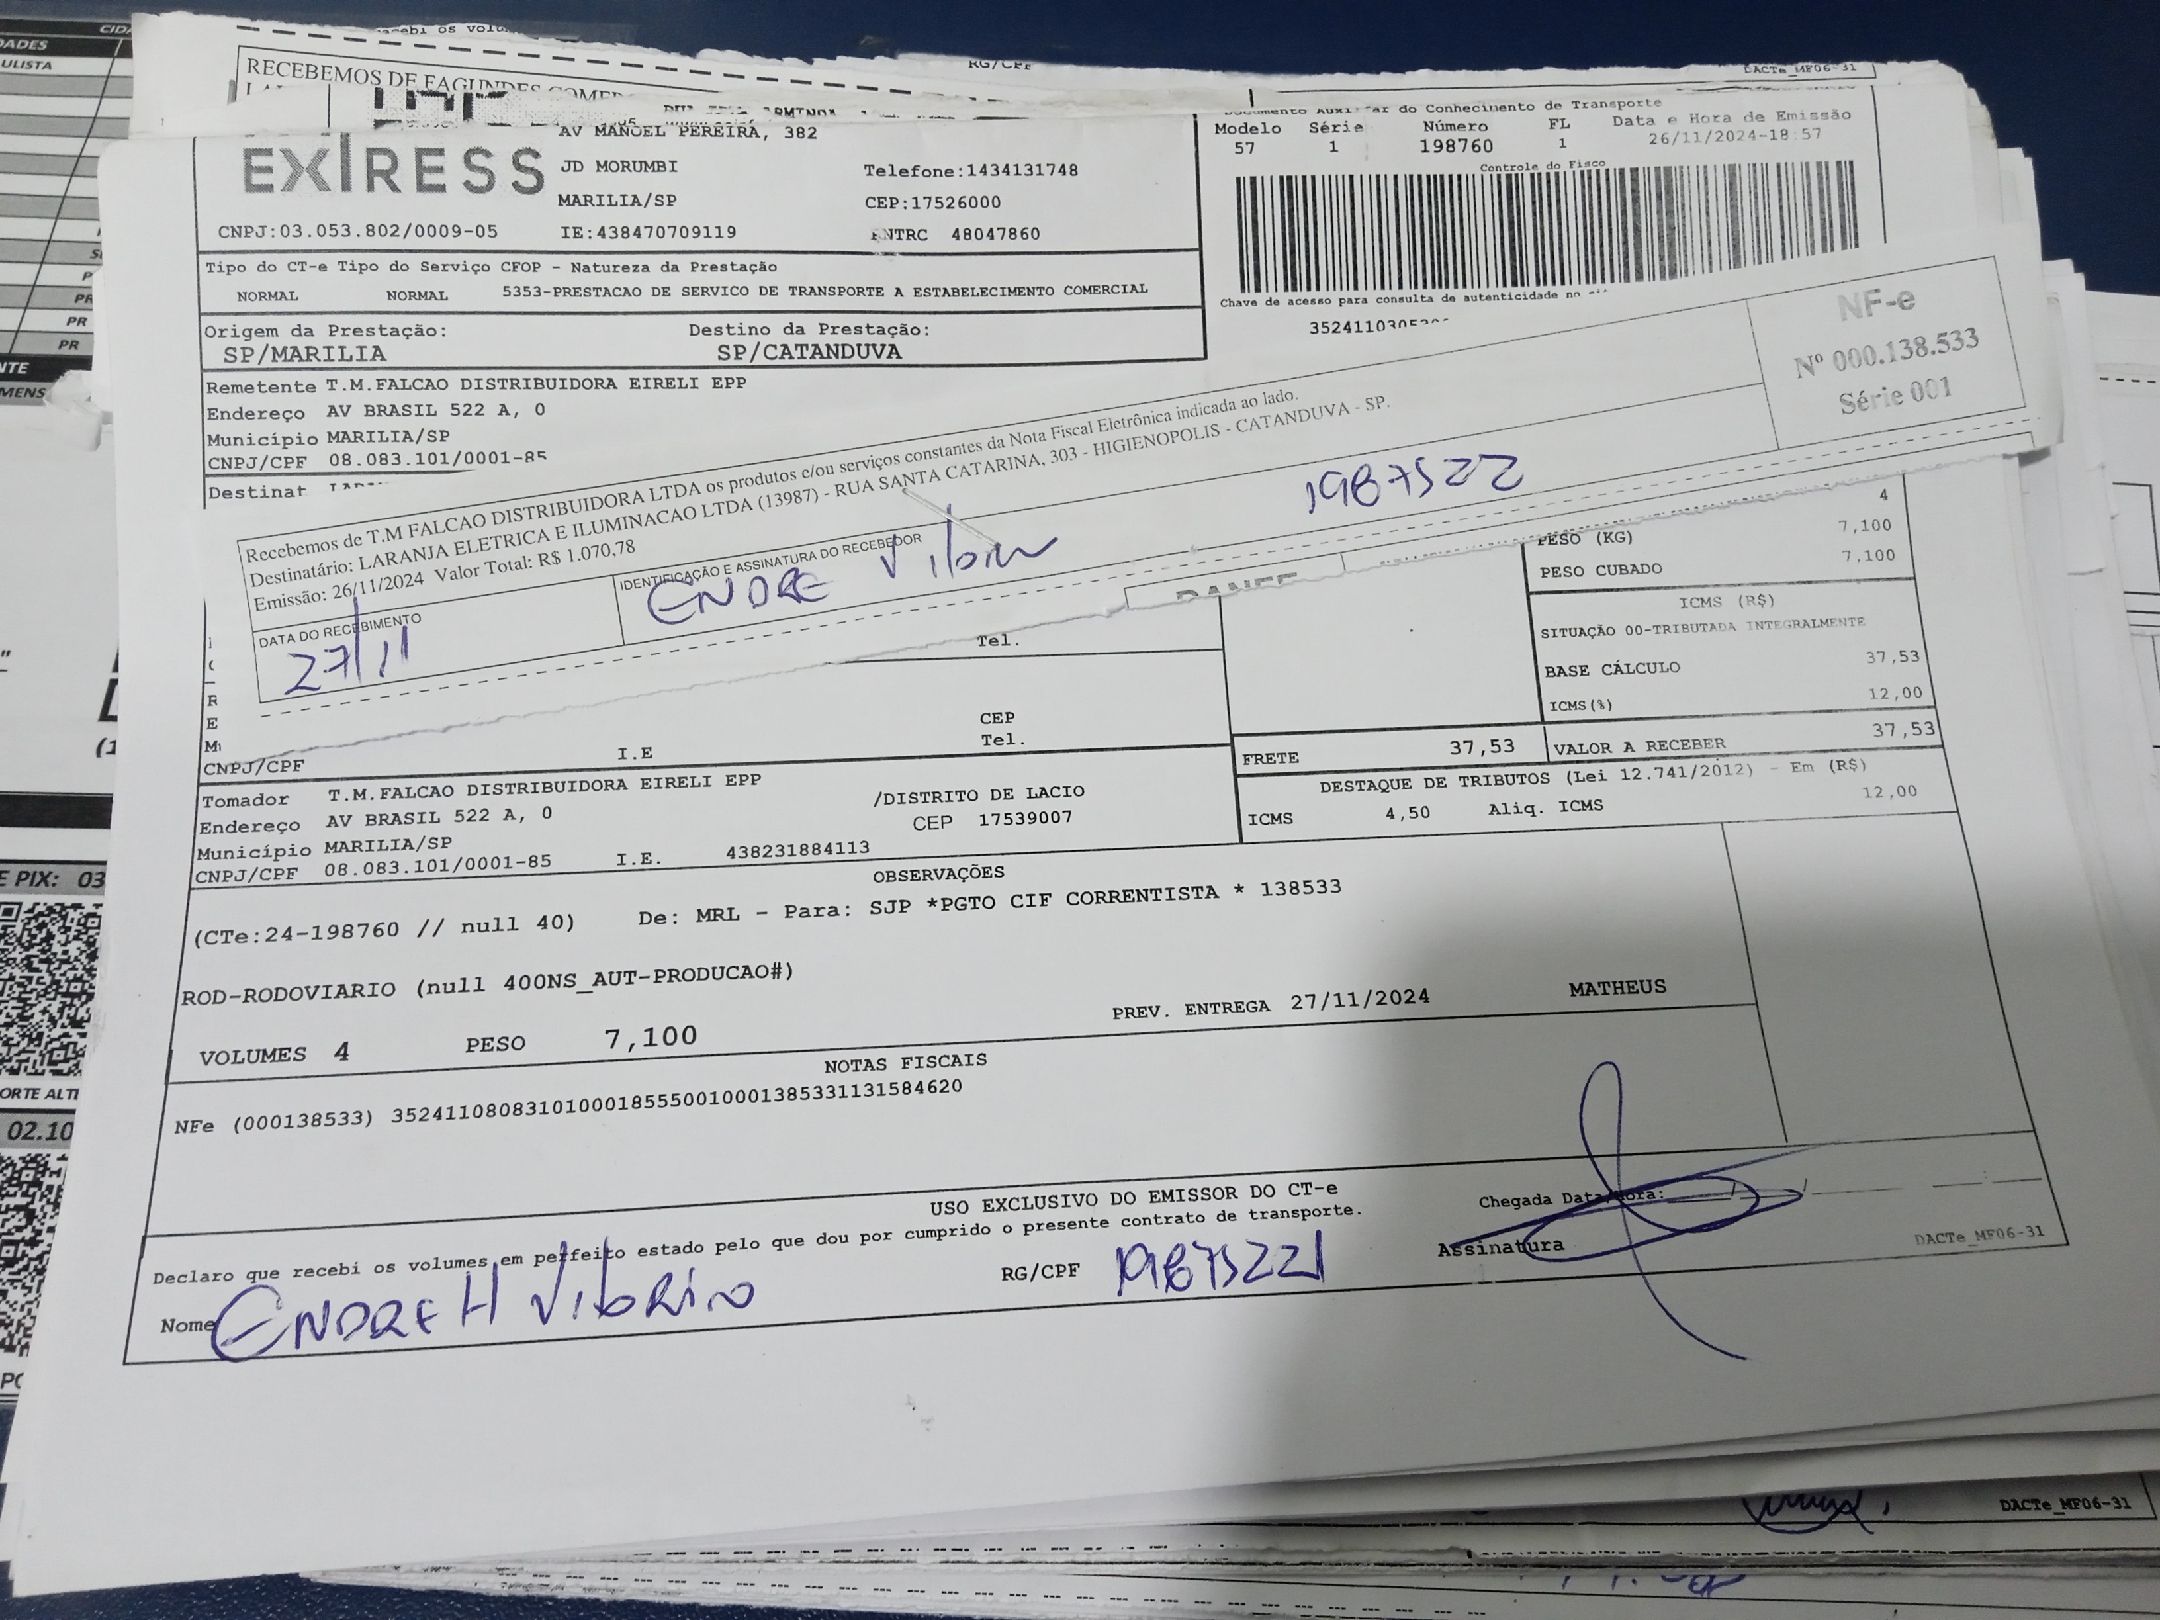 RECEBEMOS DE FAGUNDES
RG/CPF
DACTe_MF06-31
EXPRESS
AV MANOEL PEREIRA, 382
JD MORUMBI
Telefone:1434131748
MARILIA/SP
CEP:17526000
CNPJ:03.053.802/0009-05
IE:438470709119
RNTRC 48047860
Documento Auxiliar do Conhecimento de Transporte
Modelo Série Número FL Data e Hora de Emissão
57 1 198760 1 26/11/2024-18:57
Controle do Fisco
Chave de acesso para consulta de autenticidade no
Tipo do CT-e Tipo do Serviço CFOP - Natureza da Prestação
NORMAL NORMAL 5353-PRESTACAO DE SERVICO DE TRANSPORTE A ESTABELECIMENTO COMERCIAL
Origem da Prestação: Destino da Prestação:
SP/MARILIA SP/CATANDUVA
Remetente T.M.FALCAO DISTRIBUIDORA EIRELI EPP
Endereço AV BRASIL 522 A, 0
Município MARILIA/SP
CNPJ/CPF 08.083.101/0001-85
Destinat
NF-e
Nº 000.138.533
Série 001
Recebemos de T.M FALCAO DISTRIBUIDORA LTDA os produtos e/ou serviços constantes da Nota Fiscal Eletrônica indicada ao lado.
Destinatário: LARANJA ELETRICA E ILUMINACAO LTDA (13987) - RUA SANTA CATARINA, 303 - HIGIENOPOLIS - CATANDUVA - SP.
Emissão: 26/11/2024 Valor Total: R$ 1.070,78
DATA DO RECEBIMENTO
27/11
IDENTIFICAÇÃO E ASSINATURA DO RECEBEDOR
ENDRE
1987522
DANFE
4
PESO (KG) 7,100
PESO CUBADO 7,100
ICMS (R$)
SITUAÇÃO 00-TRIBUTADA INTEGRALMENTE
BASE CÁLCULO 37,53
ICMS(%) 12,00
Tel.
CEP
Tel.
CNPJ/CPF I.E
FRETE 37,53 VALOR A RECEBER 37,53
DESTAQUE DE TRIBUTOS (Lei 12.741/2012) - Em (R$)
ICMS 4,50 Aliq. ICMS 12,00
Tomador T.M.FALCAO DISTRIBUIDORA EIRELI EPP
Endereço AV BRASIL 522 A, 0 /DISTRITO DE LACIO
Município MARILIA/SP CEP 17539007
CNPJ/CPF 08.083.101/0001-85 I.E. 438231884113
OBSERVAÇÕES
(CTe:24-198760 // null 40) De: MRL - Para: SJP *PGTO CIF CORRENTISTA * 138533
ROD-RODOVIARIO (null 400NS_AUT-PRODUCAO#)
VOLUMES 4 PESO 7,100 PREV. ENTREGA 27/11/2024 MATHEUS
NOTAS FISCAIS
NFe (000138533) 35241108083101000185550010001385331131584620
USO EXCLUSIVO DO EMISSOR DO CT-e
Declaro que recebi os volumes em perfeito estado pelo que dou por cumprido o presente contrato de transporte.
Chegada Data/Hora:
Nome ENDRE H Vitorino RG/CPF 19875221 Assinatura
DACTe_MF06-31
DACTe_MF06-31